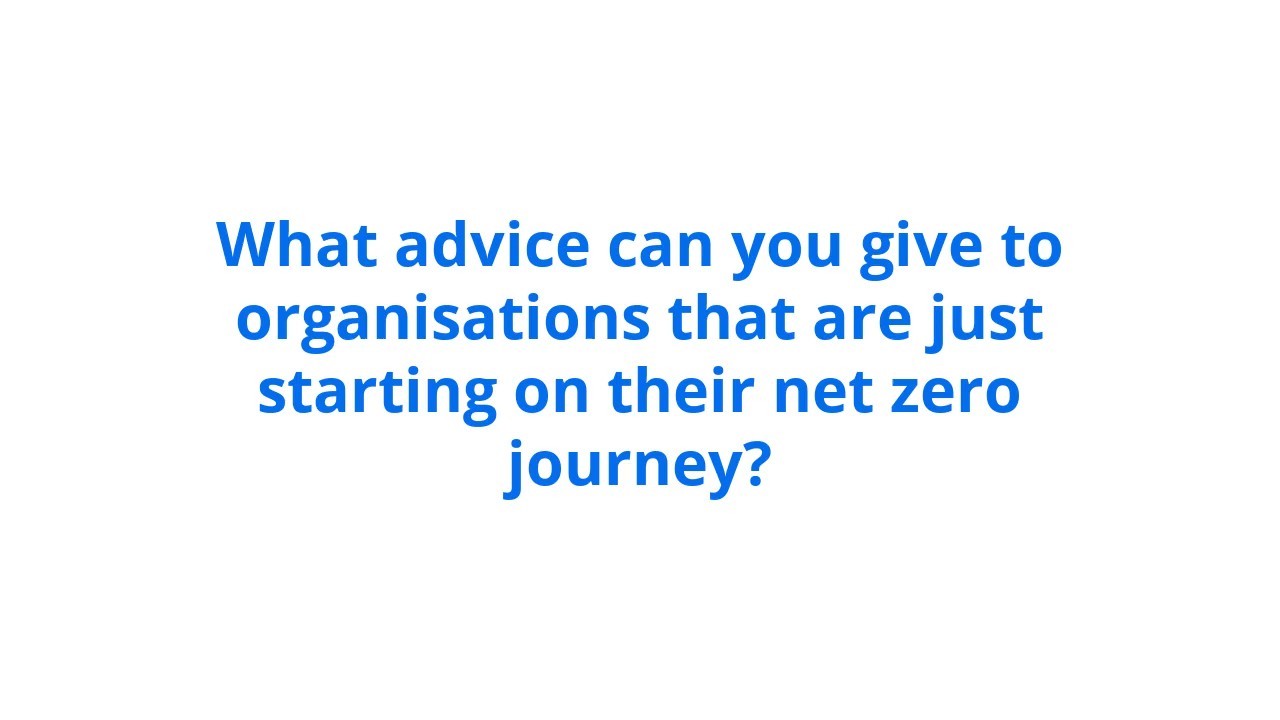 What advice can you give to
organisations that are just
starting on their net zero
journey?